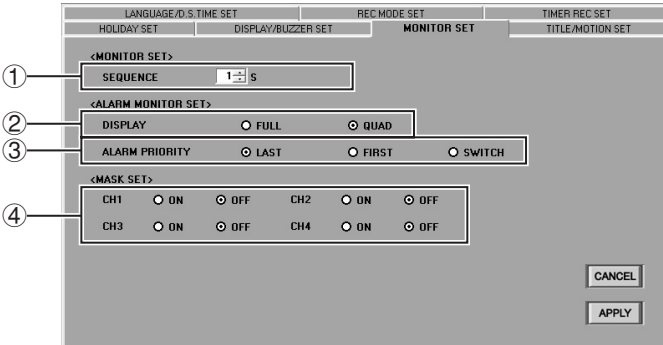 LANGUAGE/D.S.TIME SET REC MODE SET TIMER REC SET
HOLIDAY SET DISPLAY/BUZZER SET MONITOR SET TITLE/MOTION SET
<MONITOR SET>
① SEQUENCE 1 S
<ALARM MONITOR SET>
② DISPLAY FULL QUAD
③ ALARM PRIORITY LAST FIRST SWITCH
<MASK SET>
CH1 ON OFF CH2 ON OFF
④
CH3 ON OFF CH4 ON OFF
CANCEL
APPLY